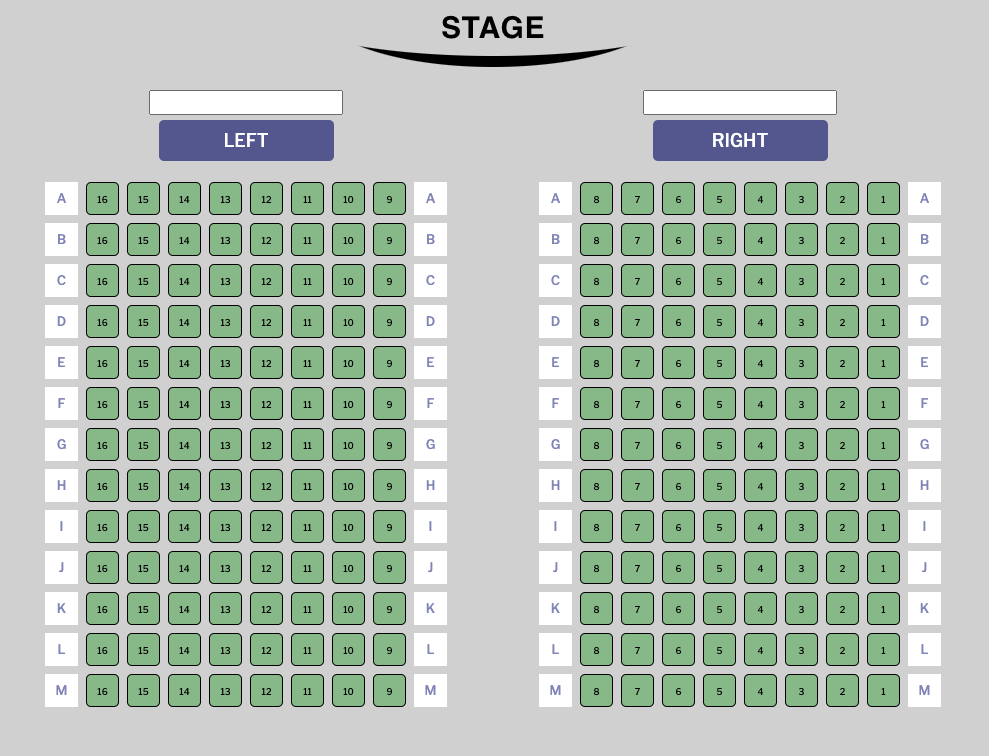 STAGE
LEFT RIGHT
A 16 15 14 13 12 11 10 9 A A 8 7 6 5 4 3 2 1 A
B 16 15 14 13 12 11 10 9 B B 8 7 6 5 4 3 2 1 B
C 16 15 14 13 12 11 10 9 C C 8 7 6 5 4 3 2 1 C
D 16 15 14 13 12 11 10 9 D D 8 7 6 5 4 3 2 1 D
E 16 15 14 13 12 11 10 9 E E 8 7 6 5 4 3 2 1 E
F 16 15 14 13 12 11 10 9 F F 8 7 6 5 4 3 2 1 F
G 16 15 14 13 12 11 10 9 G G 8 7 6 5 4 3 2 1 G
H 16 15 14 13 12 11 10 9 H H 8 7 6 5 4 3 2 1 H
I 16 15 14 13 12 11 10 9 I I 8 7 6 5 4 3 2 1 I
J 16 15 14 13 12 11 10 9 J J 8 7 6 5 4 3 2 1 J
K 16 15 14 13 12 11 10 9 K K 8 7 6 5 4 3 2 1 K
L 16 15 14 13 12 11 10 9 L L 8 7 6 5 4 3 2 1 L
M 16 15 14 13 12 11 10 9 M M 8 7 6 5 4 3 2 1 M